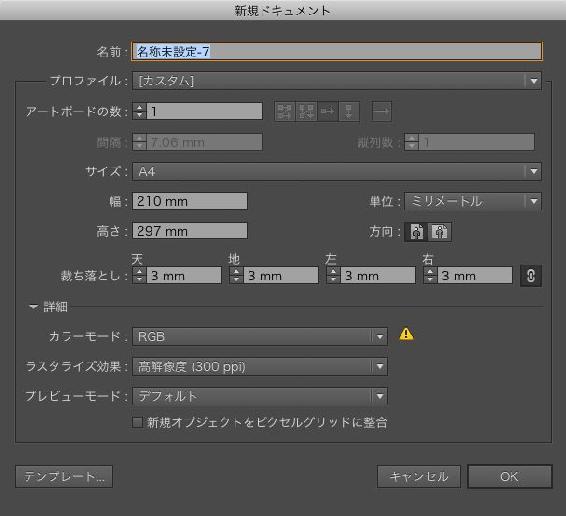 新規ドキュメント
名前 : 名称未設定-7
プロファイル : [カスタム]
アートボードの数 : 1
間隔 : 7.06 mm 縦列数 : 1
サイズ : A4
幅 : 210 mm 単位 : ミリメートル
高さ : 297 mm 方向 :
天 地 左 右
裁ち落とし : 3 mm 3 mm 3 mm 3 mm
詳細
カラーモード : RGB
ラスタライズ効果 : 高解像度 (300 ppi)
プレビューモード : デフォルト
新規オブジェクトをピクセルグリッドに整合
テンプレート... キャンセル OK